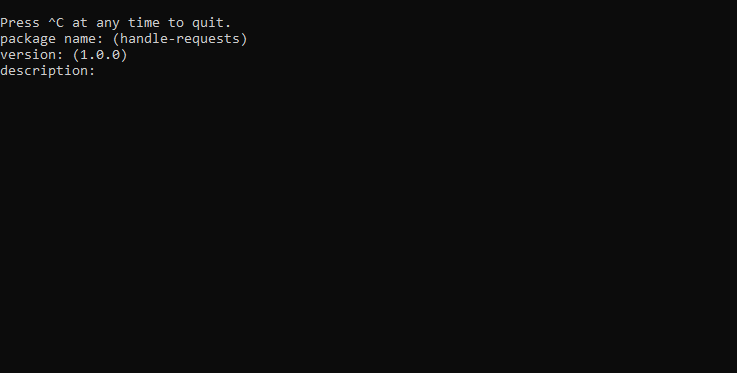 Press ^C at any time to quit.
package name: (handle-requests)
version: (1.0.0)
description: